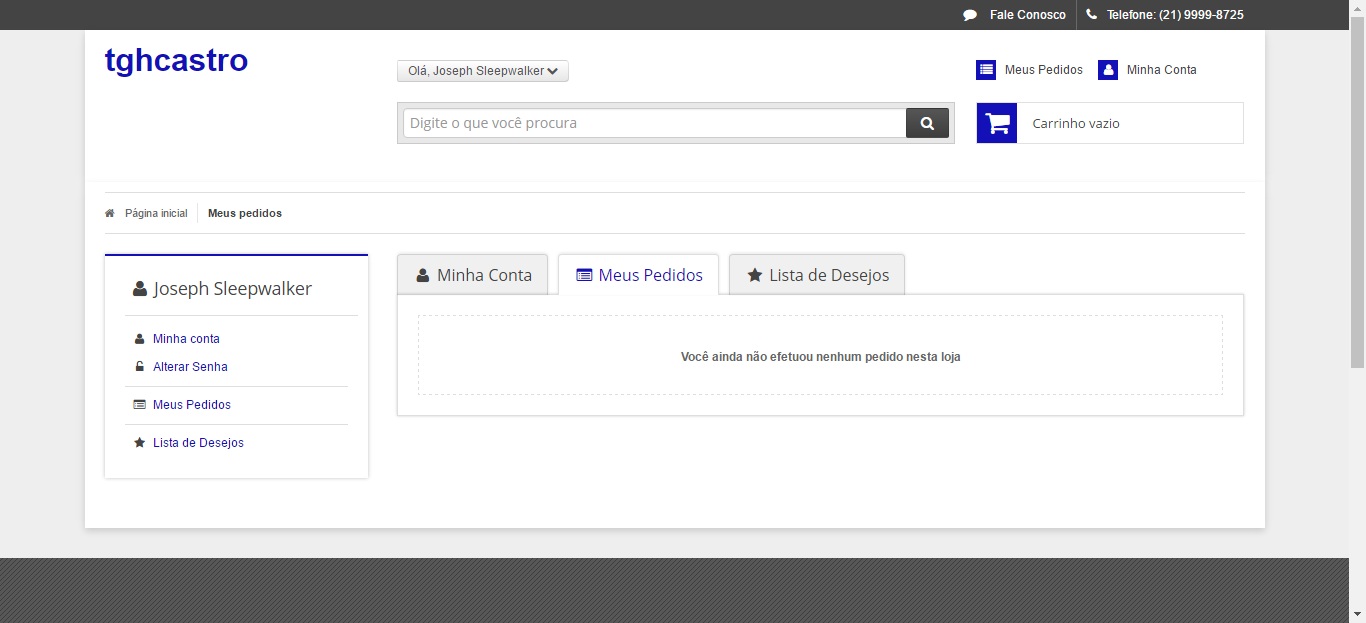 Fale Conosco
Telefone: (21) 9999-8725
tghcastro
Olá, Joseph Sleepwalker
Meus Pedidos
Minha Conta
Digite o que você procura
Carrinho vazio
Página inicial
Meus pedidos
Joseph Sleepwalker
Minha conta
Alterar Senha
Meus Pedidos
Lista de Desejos
Minha Conta
Meus Pedidos
Lista de Desejos
Você ainda não efetuou nenhum pedido nesta loja